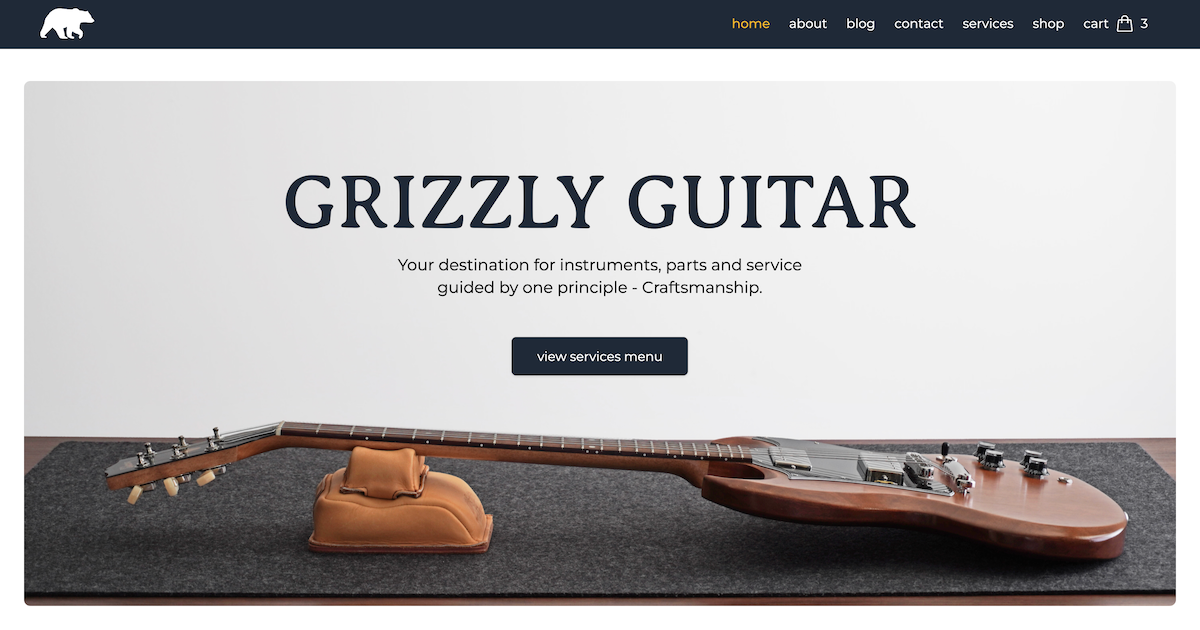 home about blog contact services shop cart 3
GRIZZLY GUITAR
Your destination for instruments, parts and service
guided by one principle - Craftsmanship.
view services menu